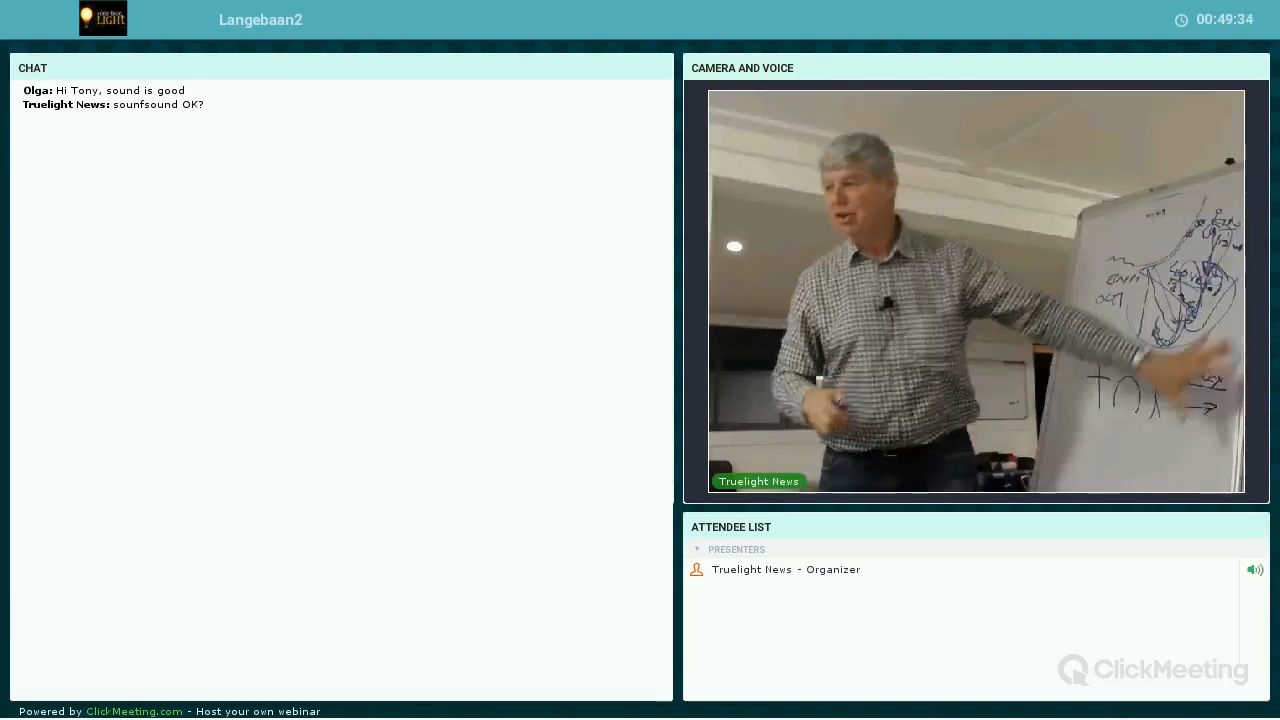 LIGHT
Langebaan2
00:49:34
CHAT
Olga: Hi Tony, sound is good
Truelight News: sounfsound OK?
CAMERA AND VOICE
Truelight News
ATTENDEE LIST
PRESENTERS
Truelight News - Organizer
ClickMeeting
Powered by ClickMeeting.com - Host your own webinar